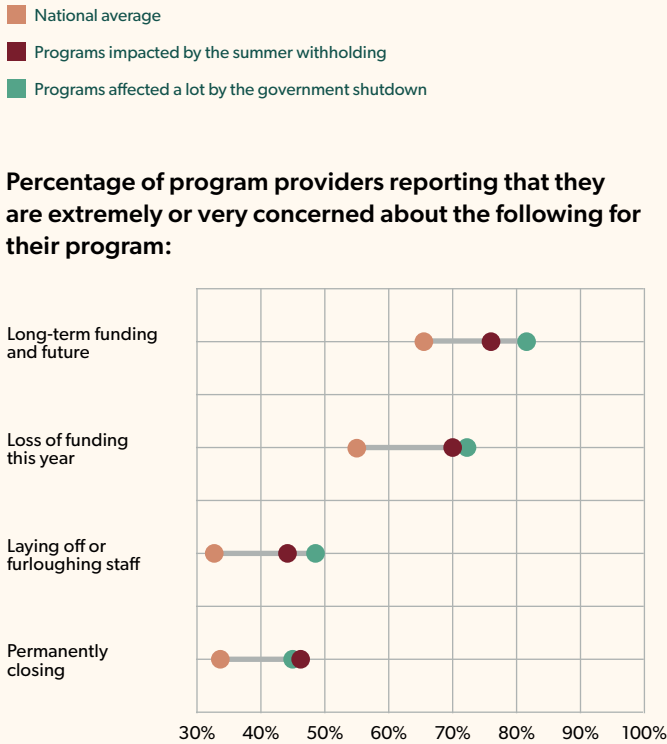 National average
Programs impacted by the summer withholding
Programs affected a lot by the government shutdown
Percentage of program providers reporting that they
are extremely or very concerned about the following for
their program:
Long-term funding
and future
Loss of funding
this year
Laying off or
furloughing staff
Permanently
closing
30% 40% 50% 60% 70% 80% 90% 100%